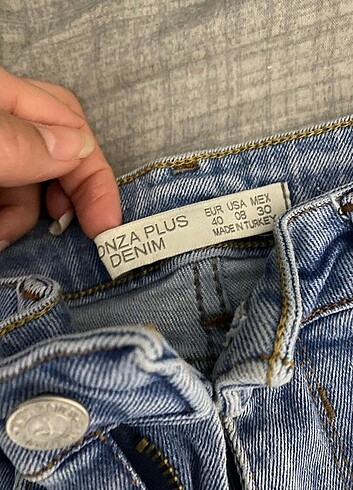 ONZA PLUS
DENIM
EUR USA MEX
40 08 30
MADE IN TURKEY